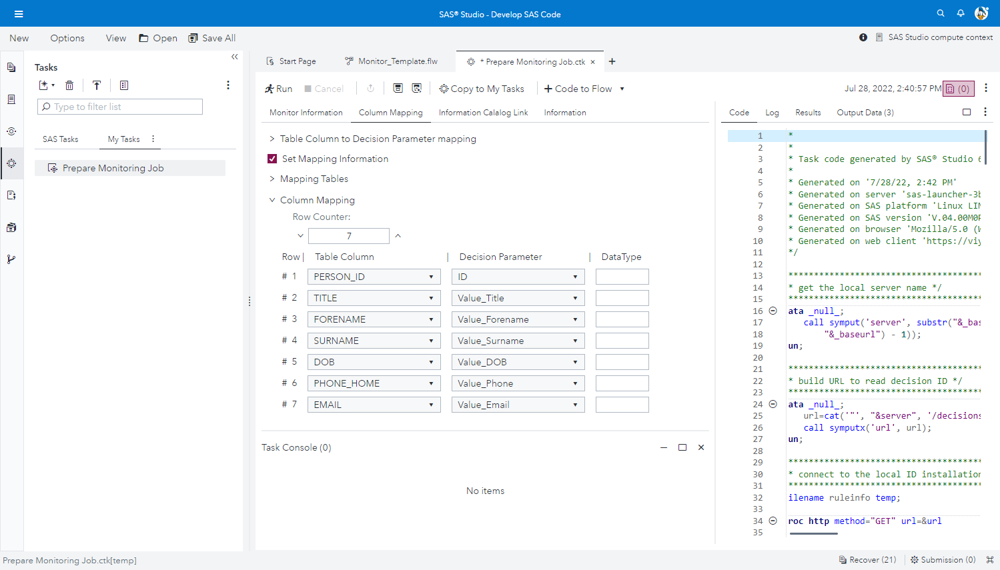 SAS® Studio - Develop SAS Code
New Options View Open Save All
SAS Studio compute context
Tasks
Type to filter list
SAS Tasks My Tasks
Prepare Monitoring Job
Start Page Monitor_Template.flw * Prepare Monitoring Job.ctk × +
Run Cancel Copy to My Tasks + Code to Flow
Jul 28, 2022, 2:40:57 PM (0)
Monitor Information Column Mapping Information Calalog Link Information
Table Column to Decision Parameter mapping
Set Mapping Information
Mapping Tables
Column Mapping
Row Counter:
7
Row | Table Column | Decision Parameter | DataType
# 1 PERSON_ID ID
# 2 TITLE Value_Title
# 3 FORENAME Value_Forename
# 4 SURNAME Value_Surname
# 5 DOB Value_DOB
# 6 PHONE_HOME Value_Phone
# 7 EMAIL Value_Email
Task Console (0)
No items
Code Log Results Output Data (3)
1 *
2 *
3 * Task code generated by SAS® Studio 6
4 *
5 * Generated on '7/28/22, 2:42 PM'
6 * Generated on server 'sas-launcher-3b
7 * Generated on SAS platform 'Linux LIN
8 * Generated on SAS version 'V.04.00M0P
9 * Generated on browser 'Mozilla/5.0 (W
10 * Generated on web client 'https://viy
11 */
12
13 **************************************
14 * get the local server name */
15 **************************************
16 ata _null_;
17 call symput('server', substr("&_bas
18 "&_baseurl") - 1));
19 un;
20
21 **************************************
22 * build URL to read decision ID */
23 **************************************
24 ata _null_;
25 url=cat('"', "&server", '/decisions
26 call symputx('url', url);
27 un;
28
29 **************************************
30 * connect to the local ID installation
31 **************************************
32 ilename ruleinfo temp;
33
34 roc http method="GET" url=&url
35
Prepare Monitoring Job.ctk[temp]
Recover (21) Submission (0)